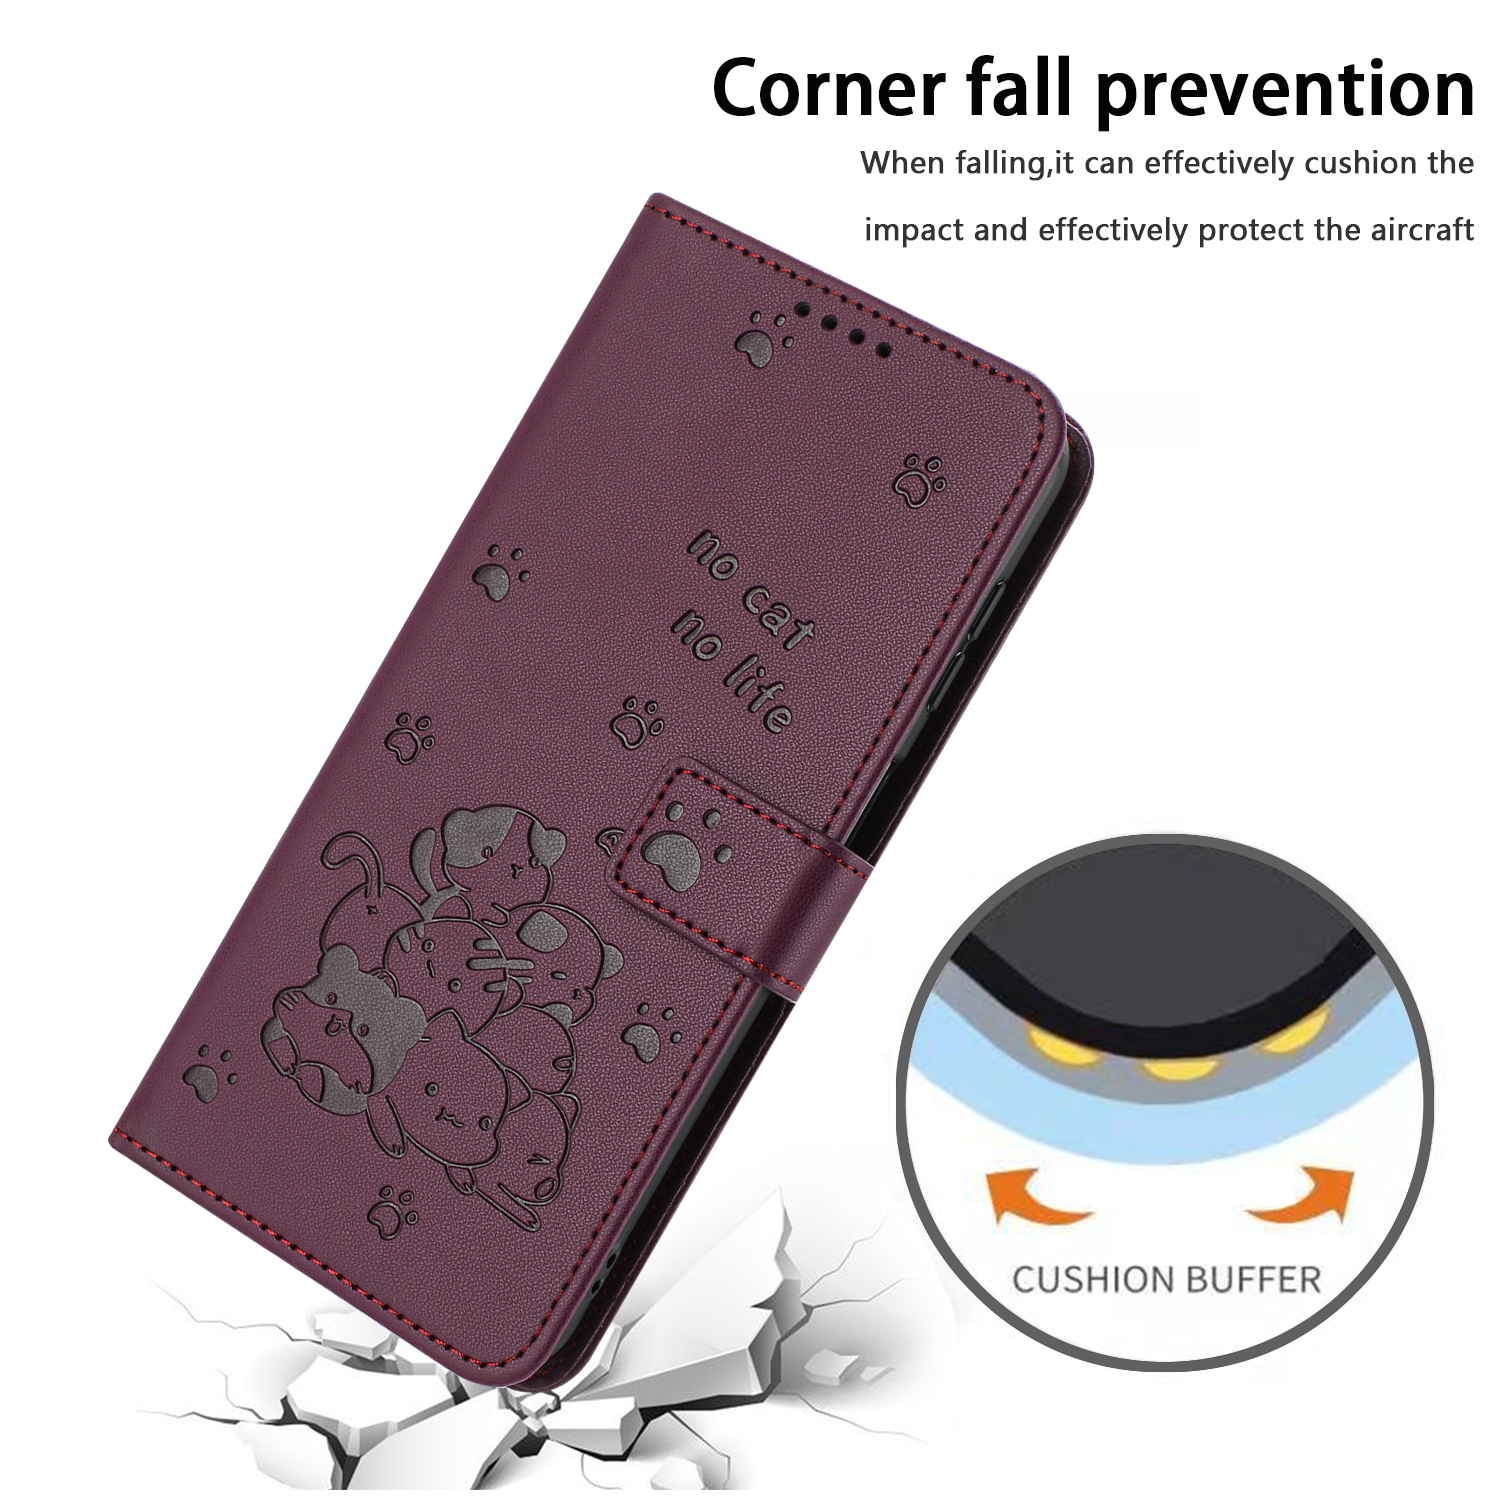 Corner fall prevention
When falling,it can effectively cushion the
impact and effectively protect the aircraft
no cat
no life
CUSHION BUFFER